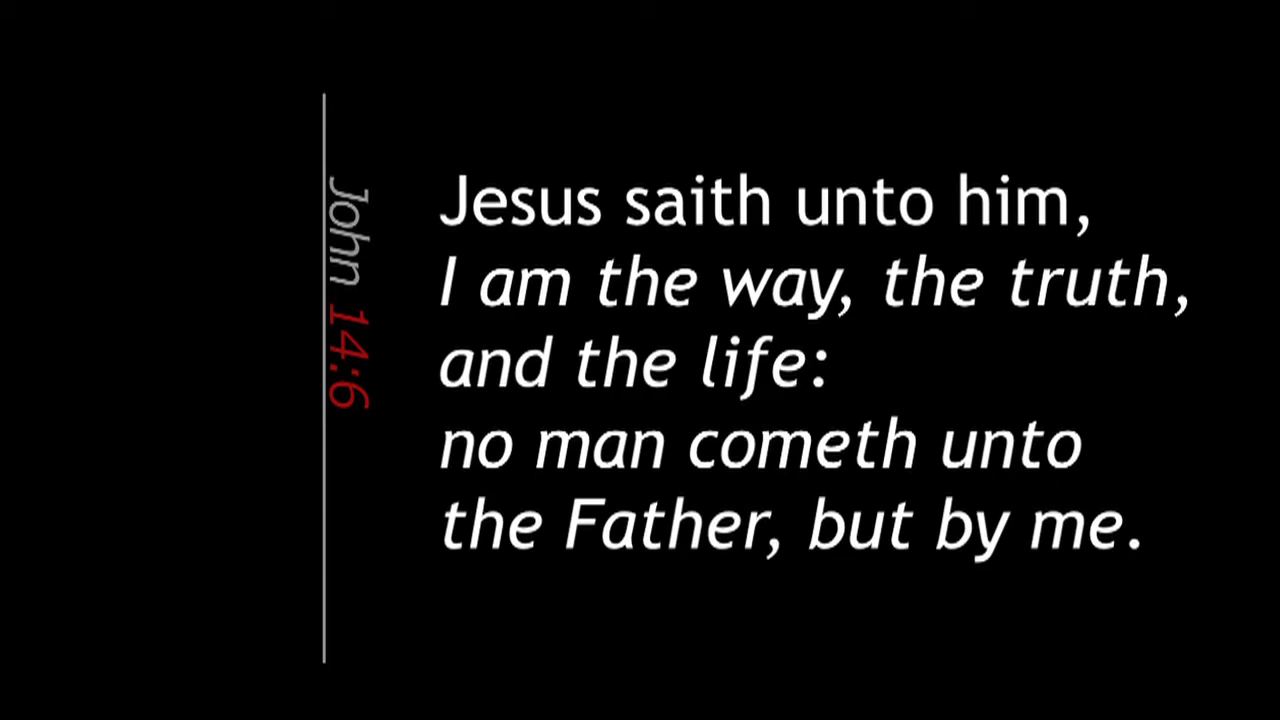 John 14:6
Jesus saith unto him,
I am the way, the truth,
and the life:
no man cometh unto
the Father, but by me.